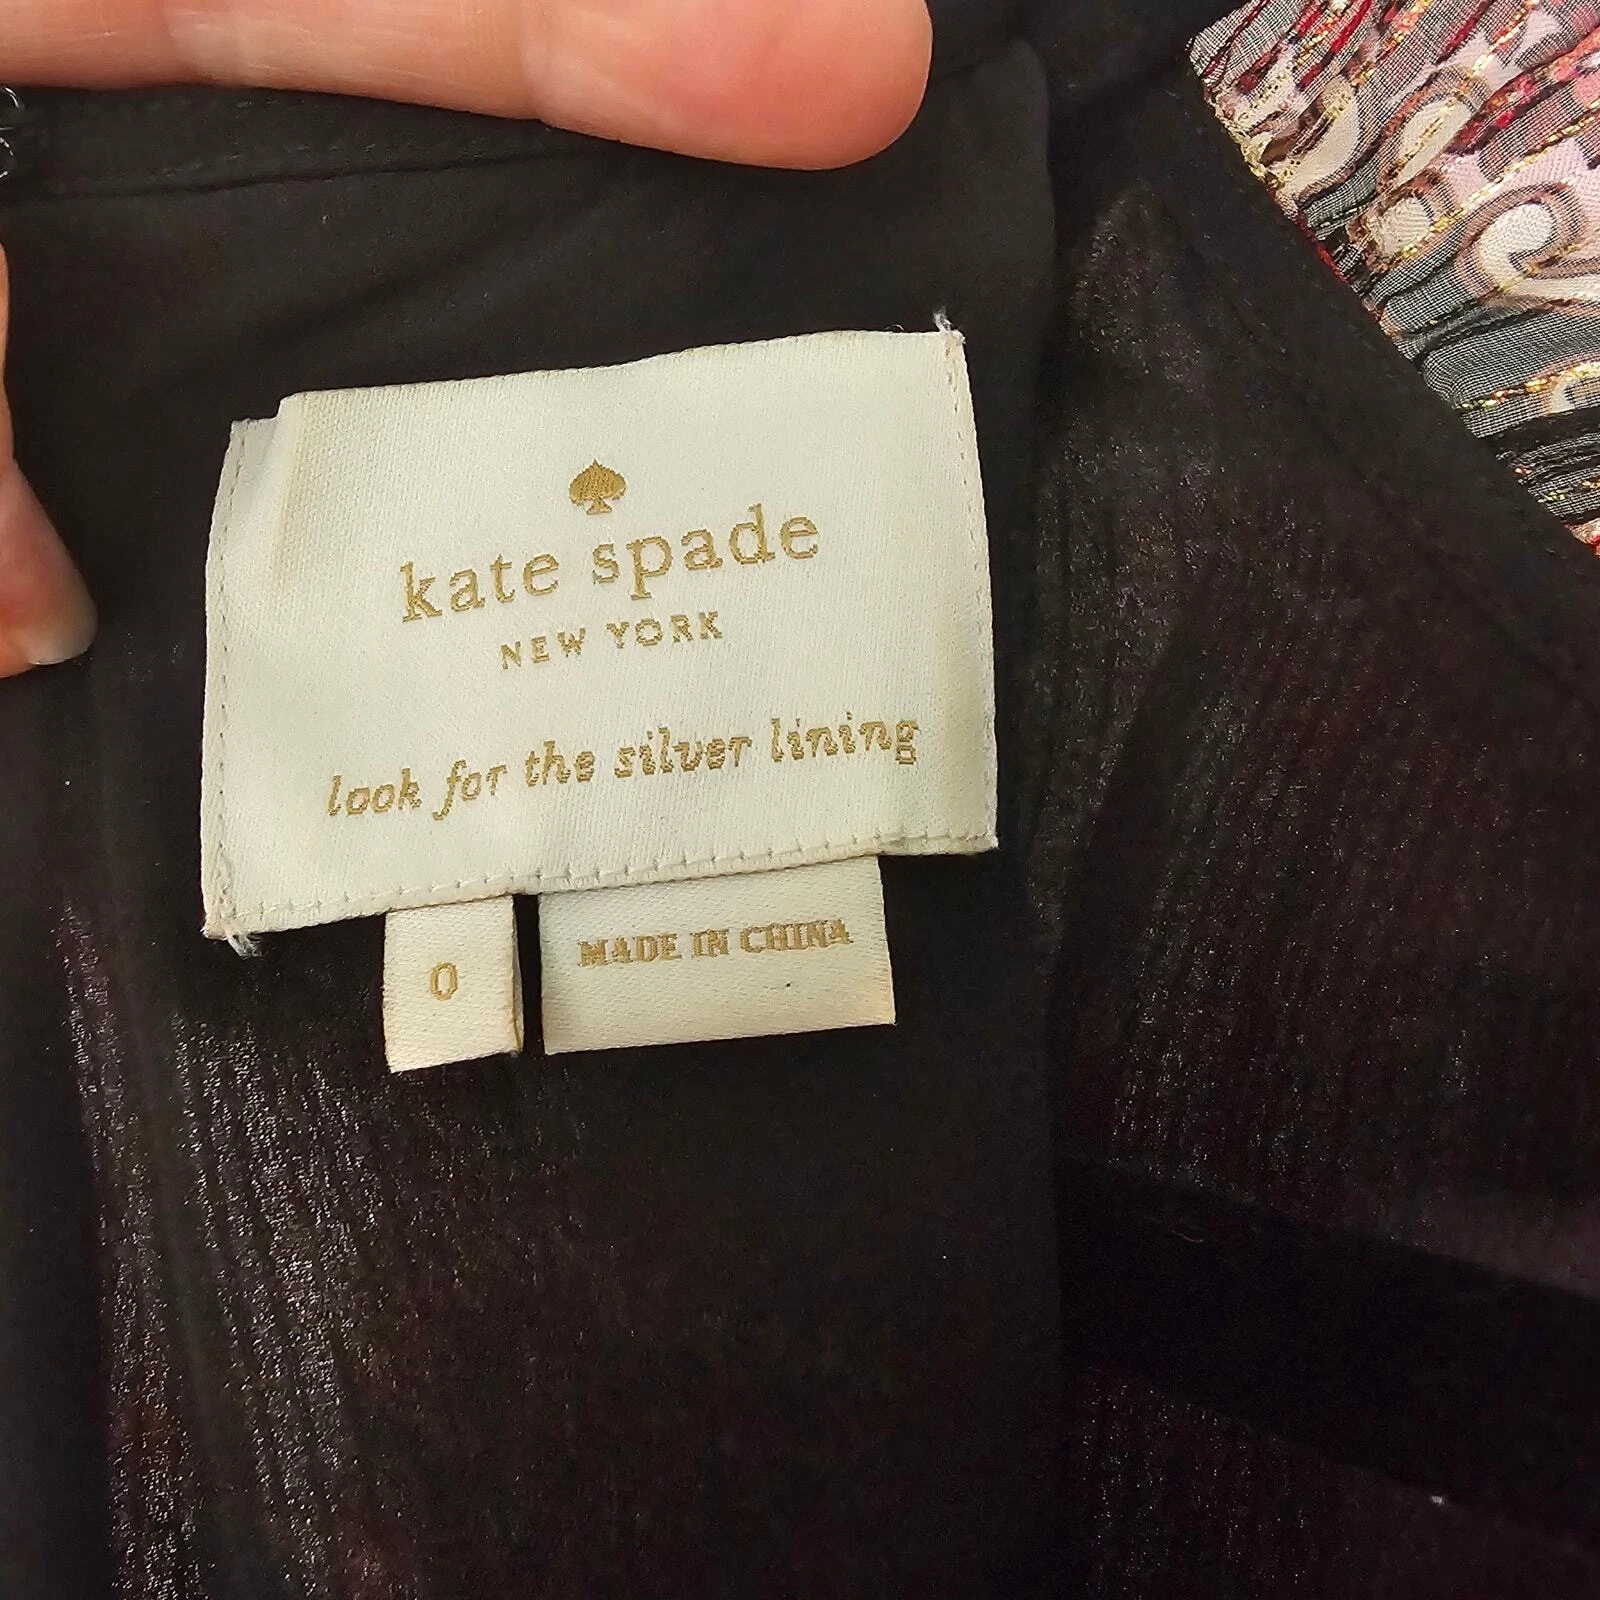 kate spade
NEW YORK
look for the silver lining
0
MADE IN CHINA